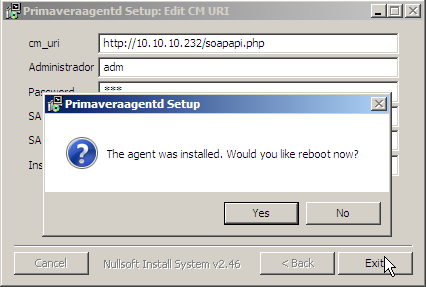 Primaveraagentd Setup: Edit CM URI
cm_uri
http://10.10.10.232/soapapi.php
Administrador
adm
Password
***
Primaveraagentd Setup
SA
SA
Ins
The agent was installed. Would you like reboot now?
Yes
No
Cancel
Nullsoft Install System v2.46
< Back
Exit